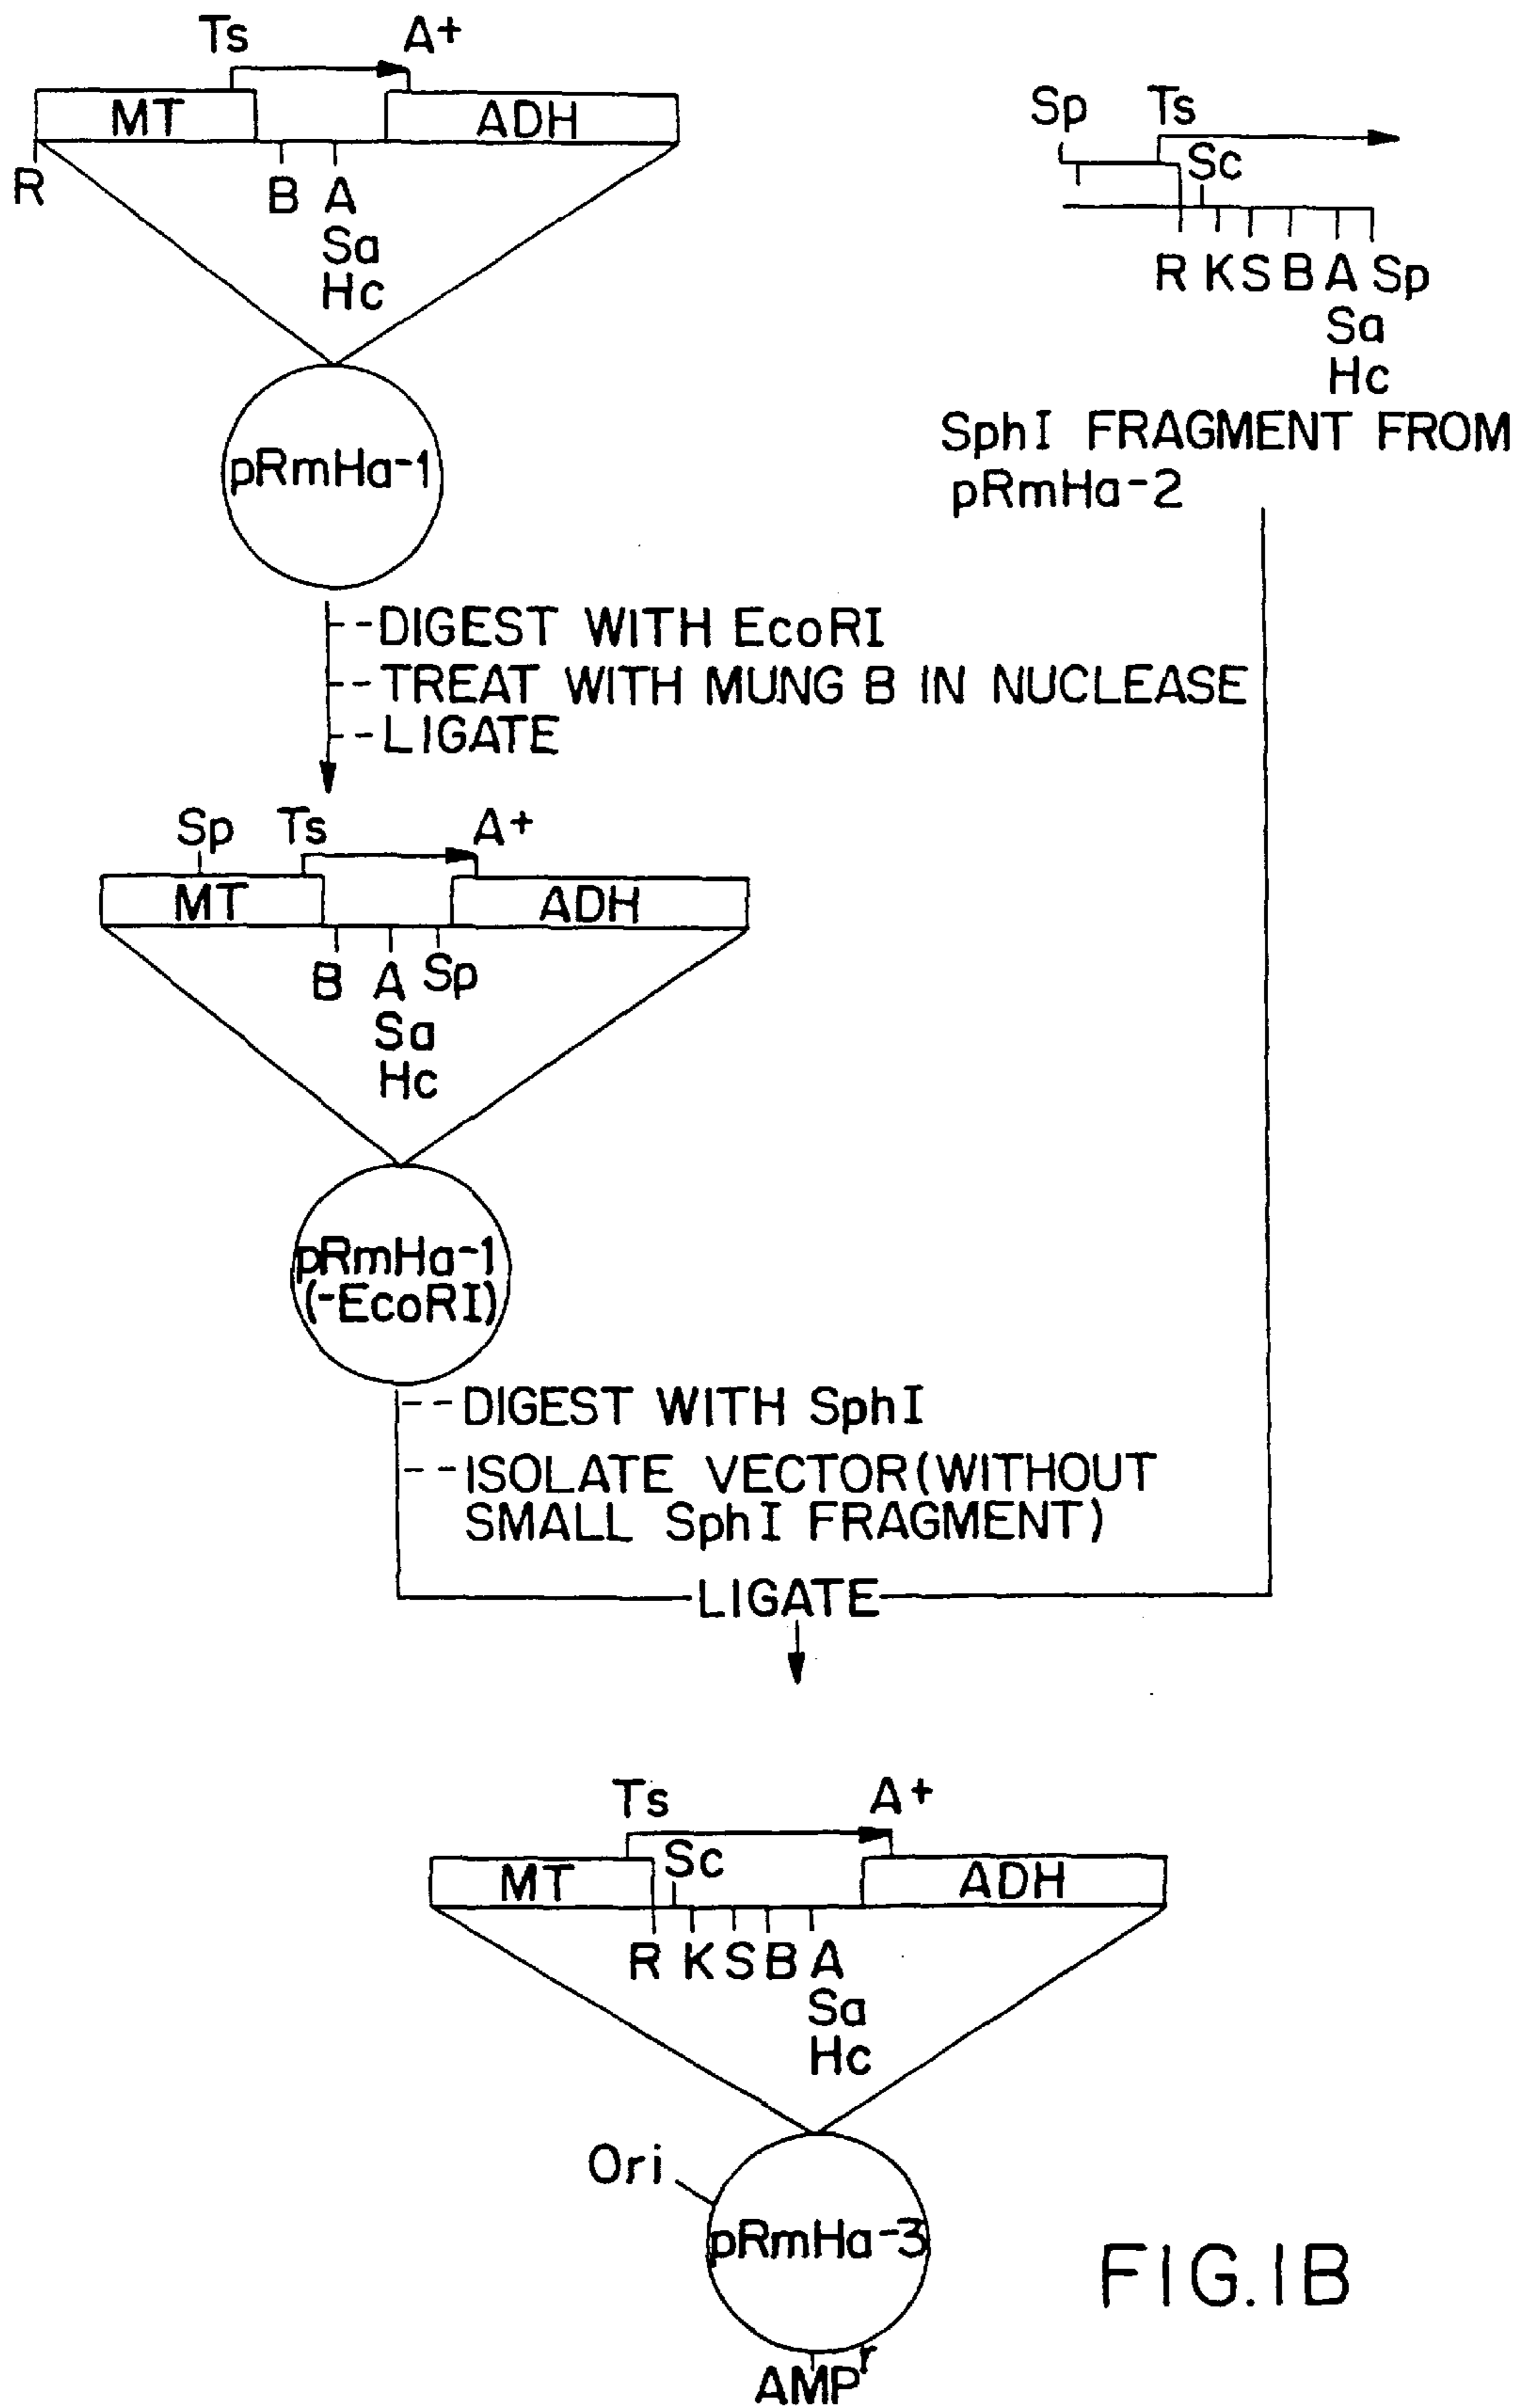 Ts A+
MT ADH
R B A
Sa
Hc
pRmHa-1
Sp Ts
Sc
R K S B A Sp
Sa
Hc
SphI FRAGMENT FROM
pRmHa-2
DIGEST WITH EcoRI
TREAT WITH MUNG B IN NUCLEASE
LIGATE
Sp Ts A+
MT ADH
B A Sp
Sa
Hc
pRmHa-1
(-EcoRI)
DIGEST WITH SphI
ISOLATE VECTOR(WITHOUT
SMALL SphI FRAGMENT)
LIGATE
Ts A+
Sc
MT ADH
R K S B A
Sa
Hc
Ori
pRmHa-3
AMPr
FIG.1B